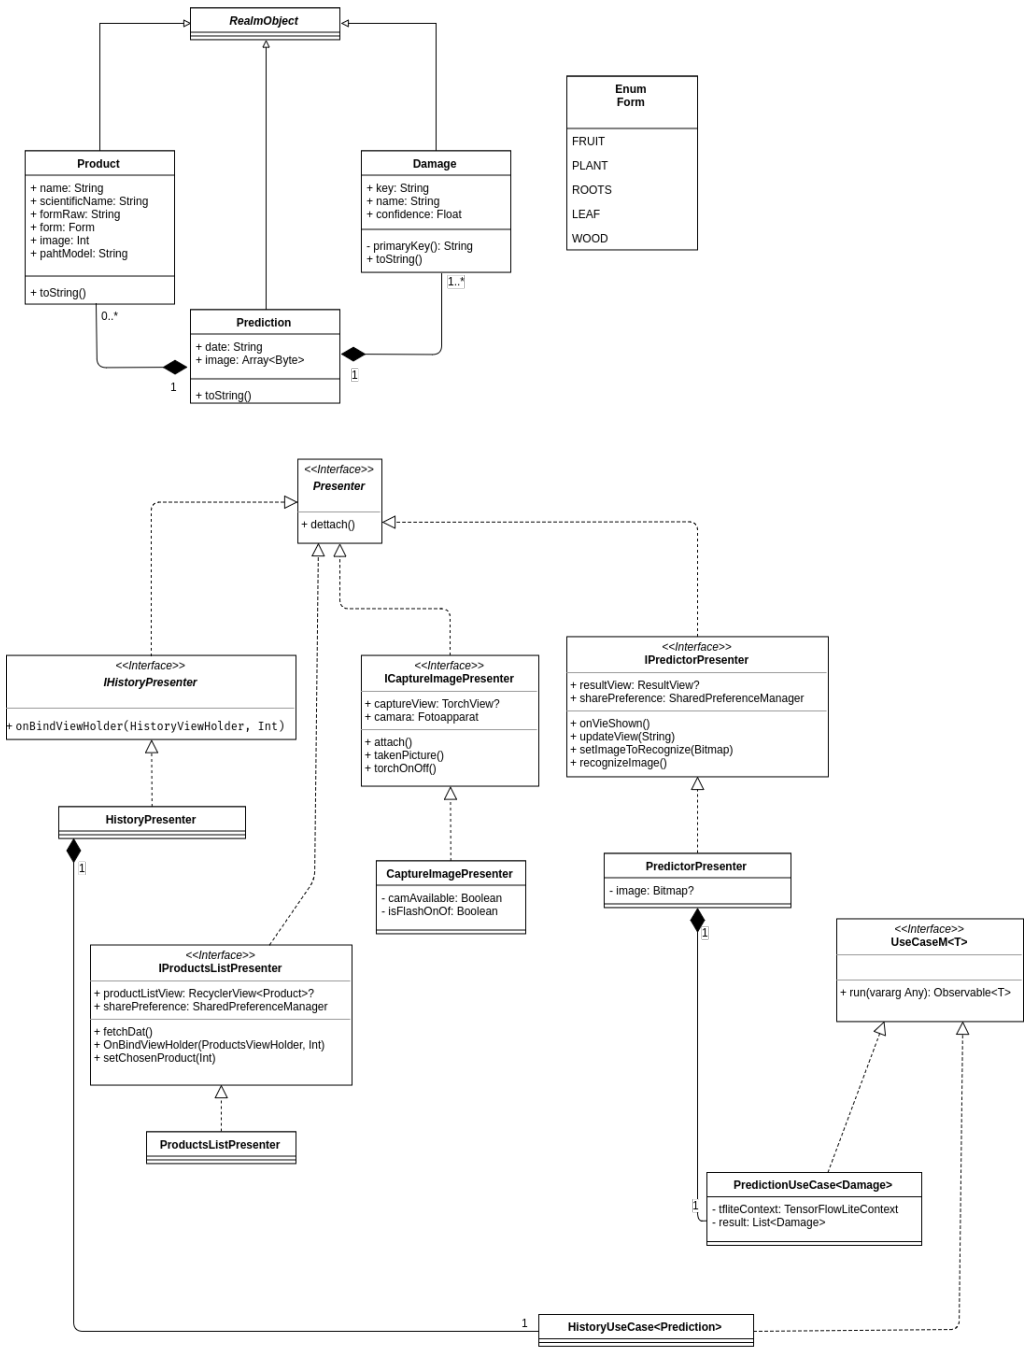 RealmObject
Enum
Form
FRUIT
PLANT
ROOTS
LEAF
WOOD
Product
+ name: String
+ scientificName: String
+ formRaw: String
+ form: Form
+ image: Int
+ pahtModel: String
+ toString()
Damage
+ key: String
+ name: String
+ confidence: Float
- primaryKey(): String
+ toString()
0..*
1..*
Prediction
+ date: String
+ image: Array<Byte>
+ toString()
1
1
<<Interface>>
Presenter
+ dettach()
<<Interface>>
IHistoryPresenter
+ onBindViewHolder(HistoryViewHolder, Int)
<<Interface>>
ICaptureImagePresenter
+ captureView: TorchView?
+ camara: Fotoapparat
+ attach()
+ takenPicture()
+ torchOnOff()
<<Interface>>
IPredictorPresenter
+ resultView: ResultView?
+ sharePreference: SharedPreferenceManager
+ onVieShown()
+ updateView(String)
+ setImageToRecognize(Bitmap)
+ recognizeImage()
HistoryPresenter
1
CaptureImagePresenter
- camAvailable: Boolean
- isFlashOnOf: Boolean
PredictorPresenter
- image: Bitmap?
1
<<Interface>>
UseCaseM<T>
+ run(vararg Any): Observable<T>
<<Interface>>
IProductsListPresenter
+ productListView: RecyclerView<Product>?
+ sharePreference: SharedPreferenceManager
+ fetchDat()
+ OnBindViewHolder(ProductsViewHolder, Int)
+ setChosenProduct(Int)
ProductsListPresenter
1
PredictionUseCase<Damage>
- tfliteContext: TensorFlowLiteContext
- result: List<Damage>
1
HistoryUseCase<Prediction>